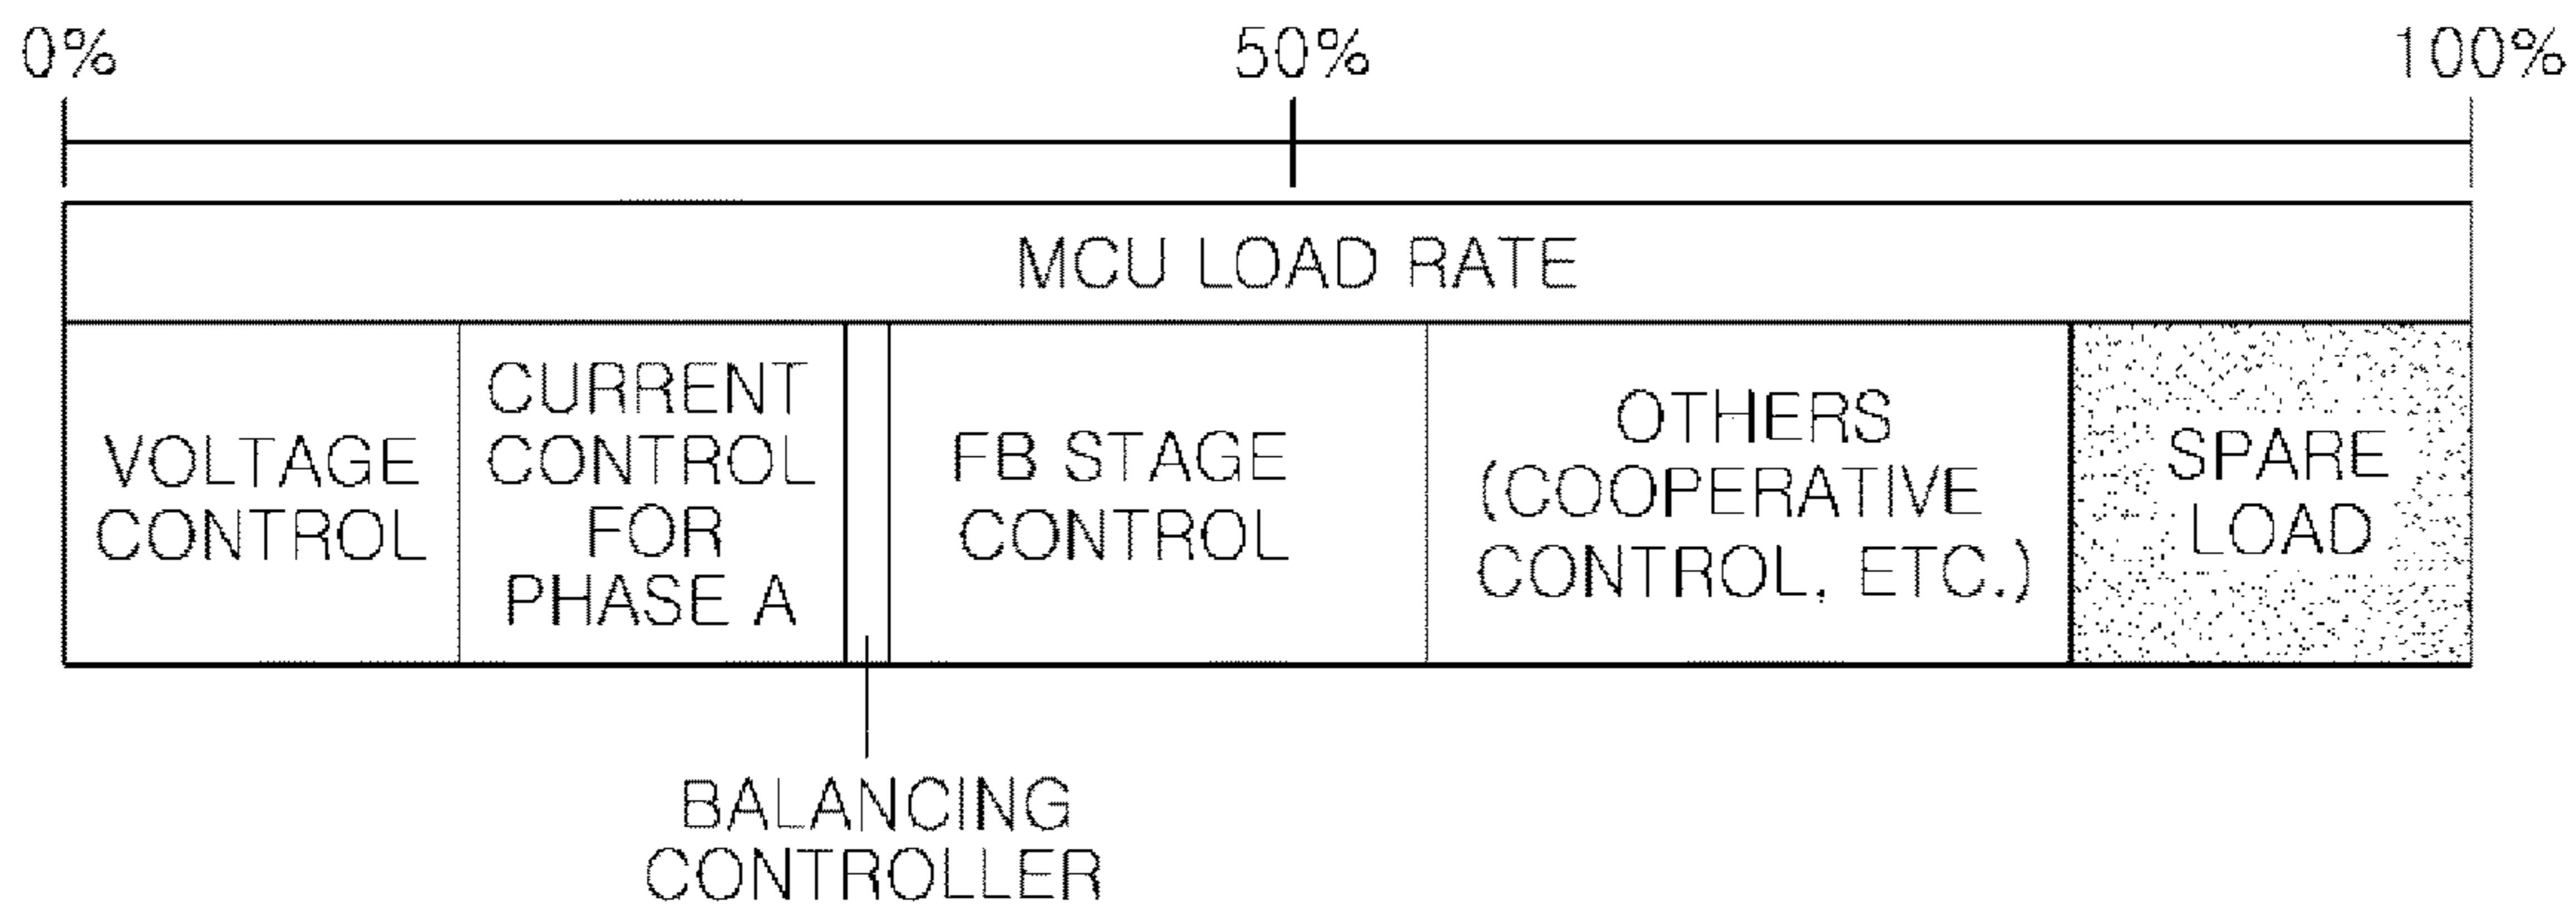 0%
50%
100%
MCU LOAD RATE
VOLTAGE
CONTROL
CURRENT
CONTROL
FOR
PHASE A
FB STAGE
CONTROL
OTHERS
(COOPERATIVE
CONTROL, ETC.)
SPARE
LOAD
BALANCING
CONTROLLER